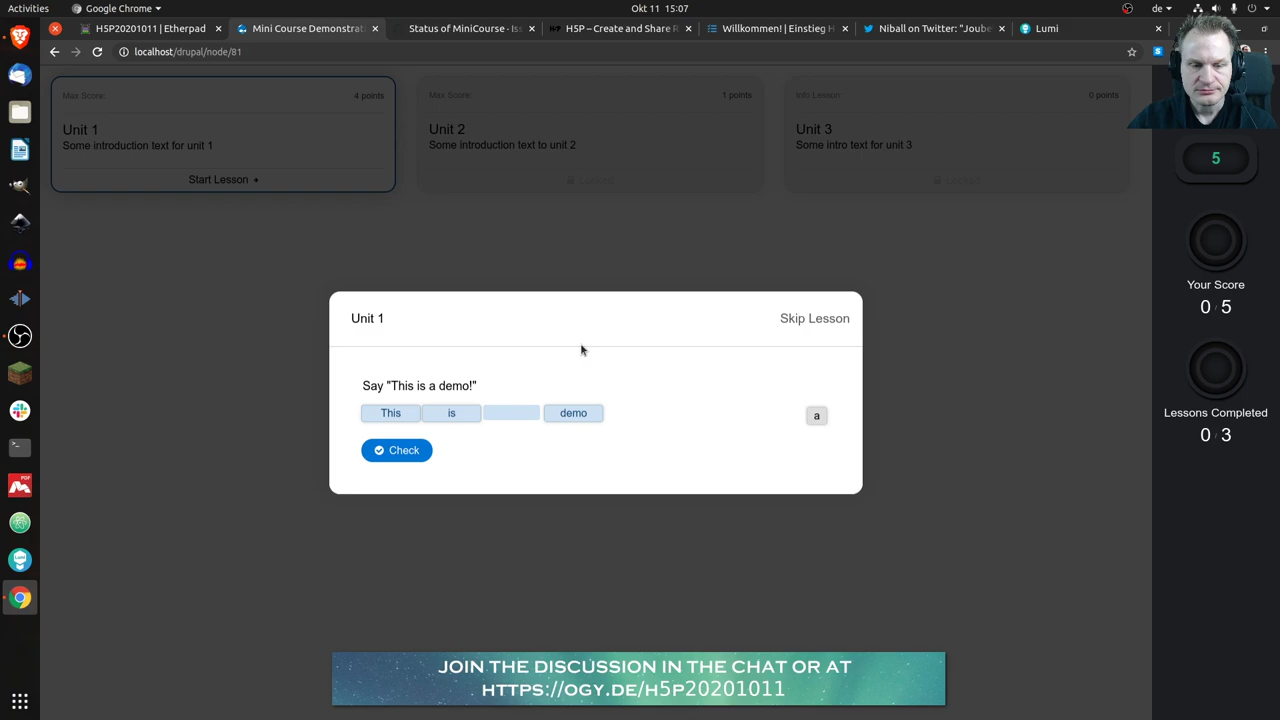 Activities
Google Chrome
Okt 11 15:07
de
H5P20201011 | Etherpad
Mini Course Demonstrat
Status of MiniCourse - Iss
H5P – Create and Share R
Willkommen! | Einstieg H
Niball on Twitter: "Joube
Lumi
localhost/drupal/node/81
Max Score:
4 points
Unit 1
Some introduction text for unit 1
Start Lesson
Max Score:
1 points
Unit 2
Some introduction text to unit 2
Locked
Info Lesson
0 points
Unit 3
Some intro text for unit 3
Locked
5
Your Score
0 / 5
Lessons Completed
0 / 3
Unit 1
Skip Lesson
Say "This is a demo!"
This
is
demo
a
Check
JOIN THE DISCUSSION IN THE CHAT OR AT
HTTPS://OGY.DE/H5P20201011